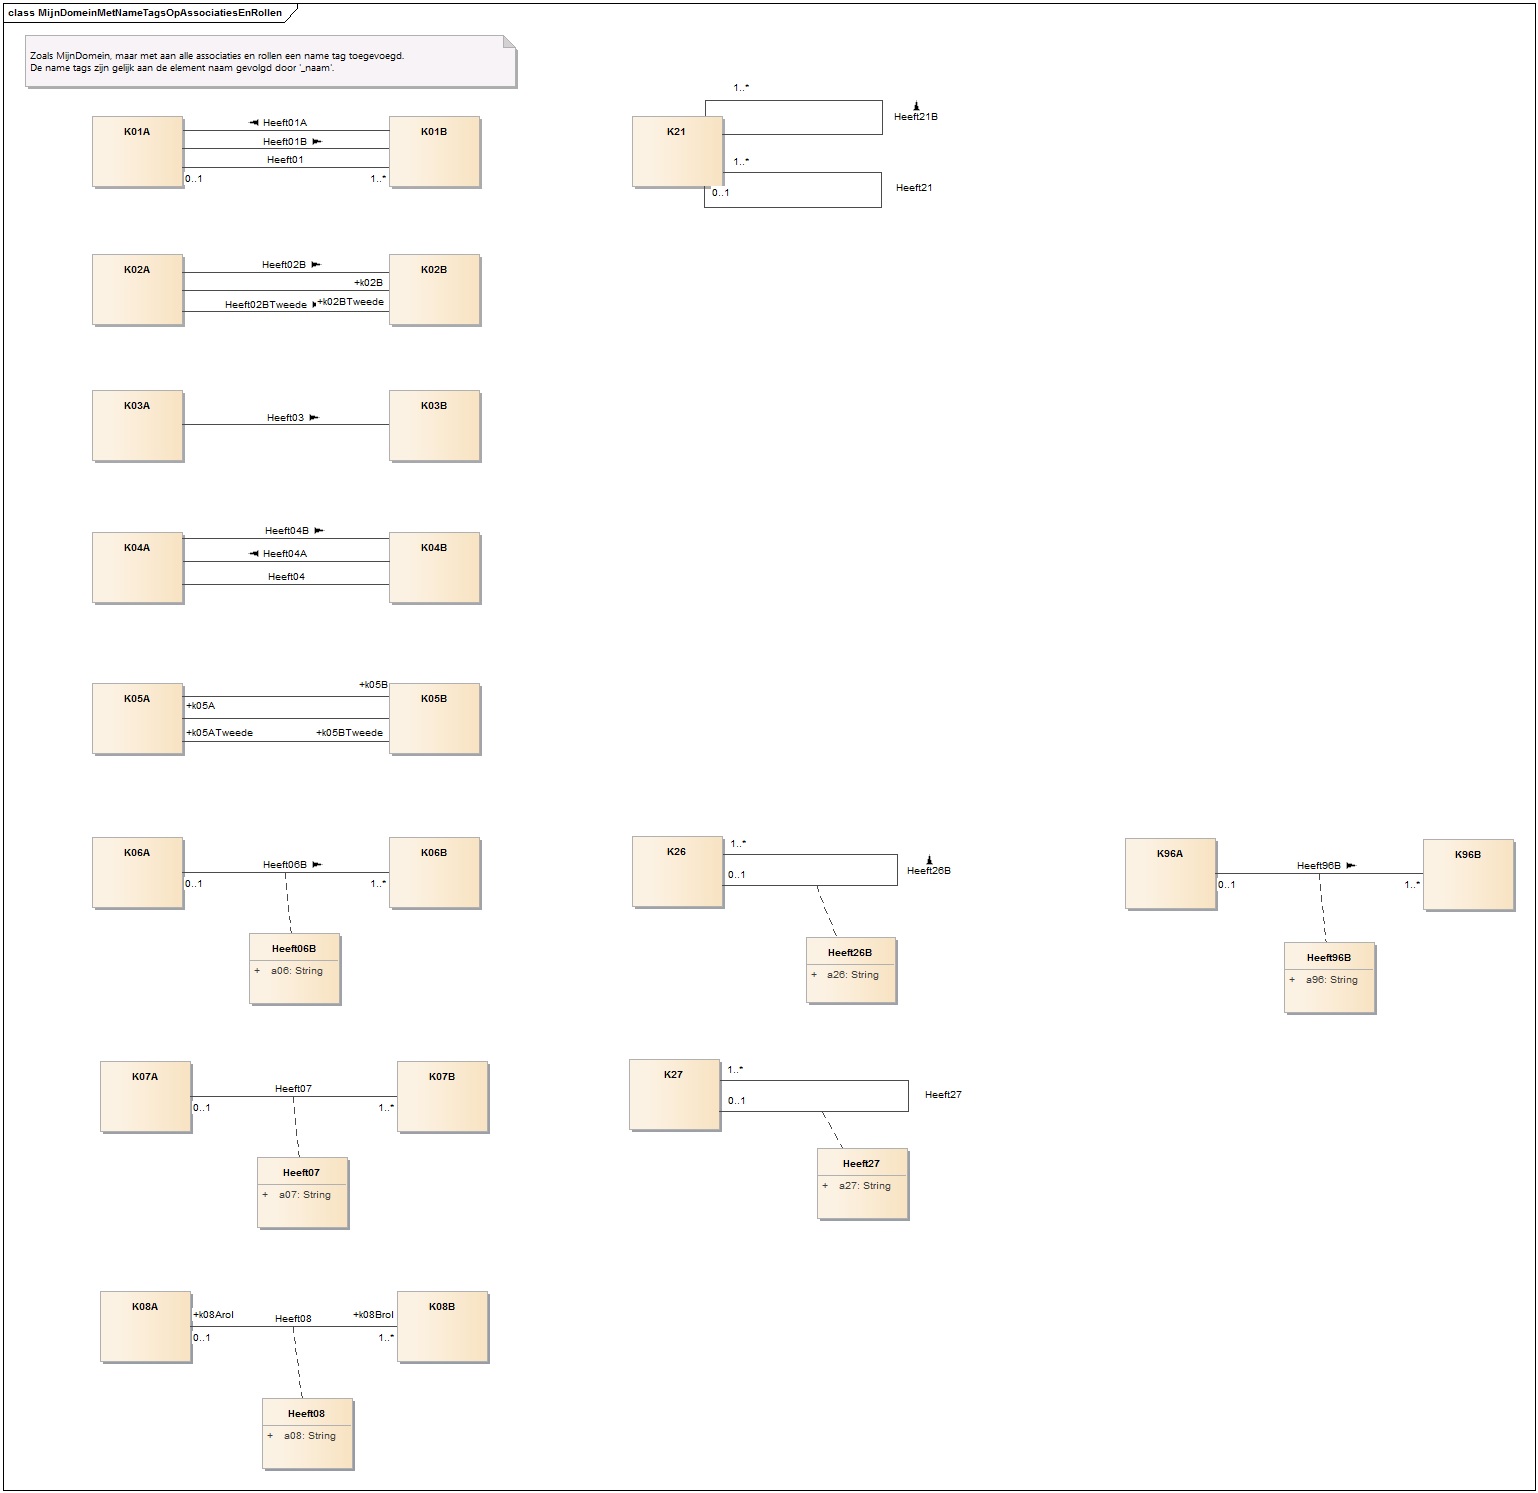 class MijnDomeinMetNameTagsOpAssociatiesEnRollen
Zoals MijnDomein, maar met aan alle associaties en rollen een name tag toegevoegd.
De name tags zijn gelijk aan de element naam gevolgd door '_naam'.
K01A
Heeft01A
Heeft01B
Heeft01
0..1
1..*
K01B
K21
1..*
Heeft21B
1..*
0..1
Heeft21
K02A
Heeft02B
+k02B
Heeft02BTweede
+k02BTweede
K02B
K03A
Heeft03
K03B
K04A
Heeft04B
Heeft04A
Heeft04
K04B
K05A
+k05B
+k05A
+k05ATweede
+k05BTweede
K05B
K06A
Heeft06B
0..1
1..*
K06B
Heeft06B
+ a06: String
K26
1..*
0..1
Heeft26B
Heeft26B
+ a26: String
K96A
Heeft96B
0..1
1..*
K96B
Heeft96B
+ a96: String
K07A
Heeft07
0..1
1..*
K07B
Heeft07
+ a07: String
K27
1..*
0..1
Heeft27
Heeft27
+ a27: String
K08A
+k08Arol
Heeft08
+k08Brol
0..1
1..*
K08B
Heeft08
+ a08: String